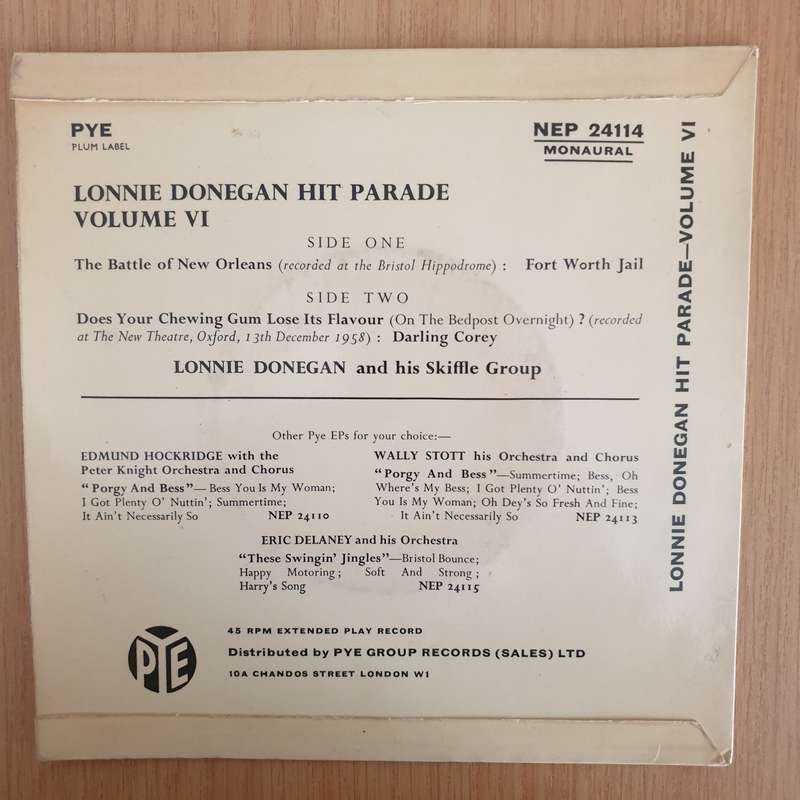 PYE
PLUM LABEL
NEP 24114
MONAURAL
LONNIE DONEGAN HIT PARADE
VOLUME VI
SIDE ONE
The Battle of New Orleans (recorded at the Bristol Hippodrome) : Fort Worth Jail
SIDE TWO
Does Your Chewing Gum Lose Its Flavour (On The Bedpost Overnight) ? (recorded
at The New Theatre, Oxford, 13th December 1958) : Darling Corey
LONNIE DONEGAN and his Skiffle Group
Other Pye EPs for your choice:—
EDMUND HOCKRIDGE with the
Peter Knight Orchestra and Chorus
"Porgy And Bess"— Bess You Is My Woman;
I Got Plenty O' Nuttin'; Summertime;
It Ain't Necessarily So NEP 24110
WALLY STOTT his Orchestra and Chorus
"Porgy And Bess"—Summertime; Bess, Oh
Where's My Bess; I Got Plenty O' Nuttin'; Bess
You Is My Woman; Oh Dey's So Fresh And Fine;
It Ain't Necessarily So NEP 24113
ERIC DELANEY and his Orchestra
"These Swingin' Jingles"—Bristol Bounce;
Happy Motoring; Soft And Strong;
Harry's Song NEP 24115
PYE
45 RPM EXTENDED PLAY RECORD
Distributed by PYE GROUP RECORDS (SALES) LTD
10A CHANDOS STREET LONDON W1
LONNIE DONEGAN HIT PARADE—VOLUME VI